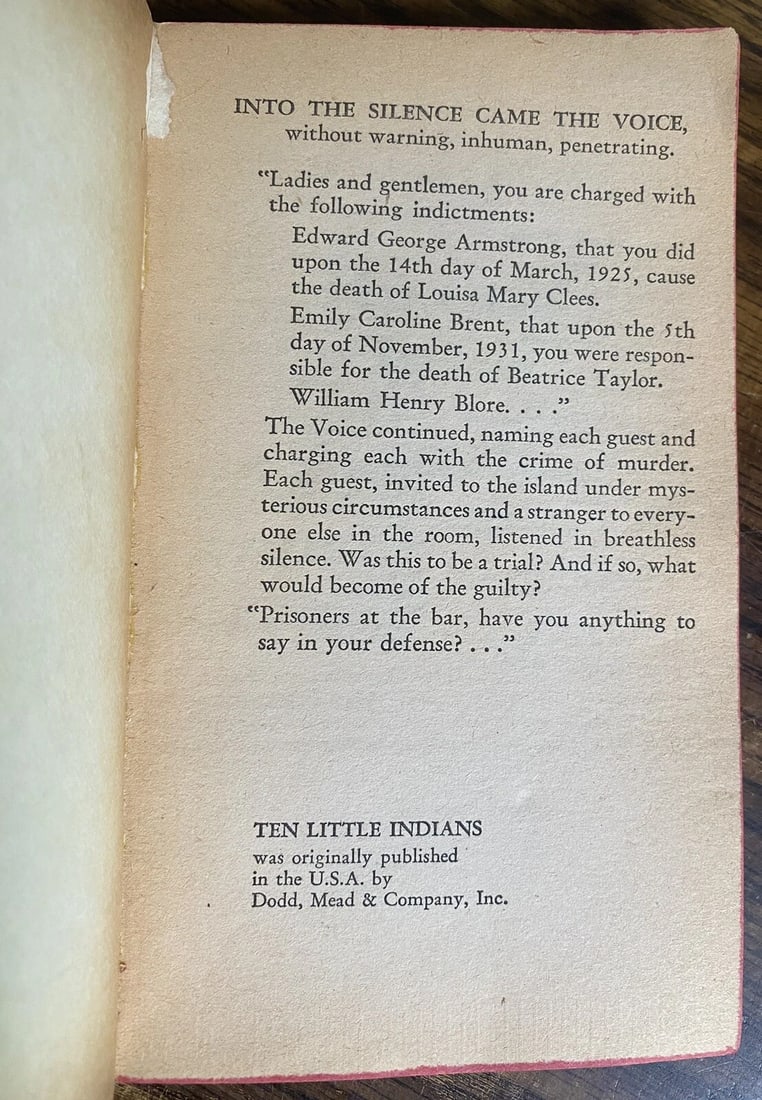 INTO THE SILENCE CAME THE VOICE,
without warning, inhuman, penetrating.
“Ladies and gentlemen, you are charged with
the following indictments:
Edward George Armstrong, that you did
upon the 14th day of March, 1925, cause
the death of Louisa Mary Clees.
Emily Caroline Brent, that upon the 5th
day of November, 1931, you were respon-
sible for the death of Beatrice Taylor.
William Henry Blore. . . .”
The Voice continued, naming each guest and
charging each with the crime of murder.
Each guest, invited to the island under mys-
terious circumstances and a stranger to every-
one else in the room, listened in breathless
silence. Was this to be a trial? And if so, what
would become of the guilty?
“Prisoners at the bar, have you anything to
say in your defense? . . .”
TEN LITTLE INDIANS
was originally published
in the U.S.A. by
Dodd, Mead & Company, Inc.